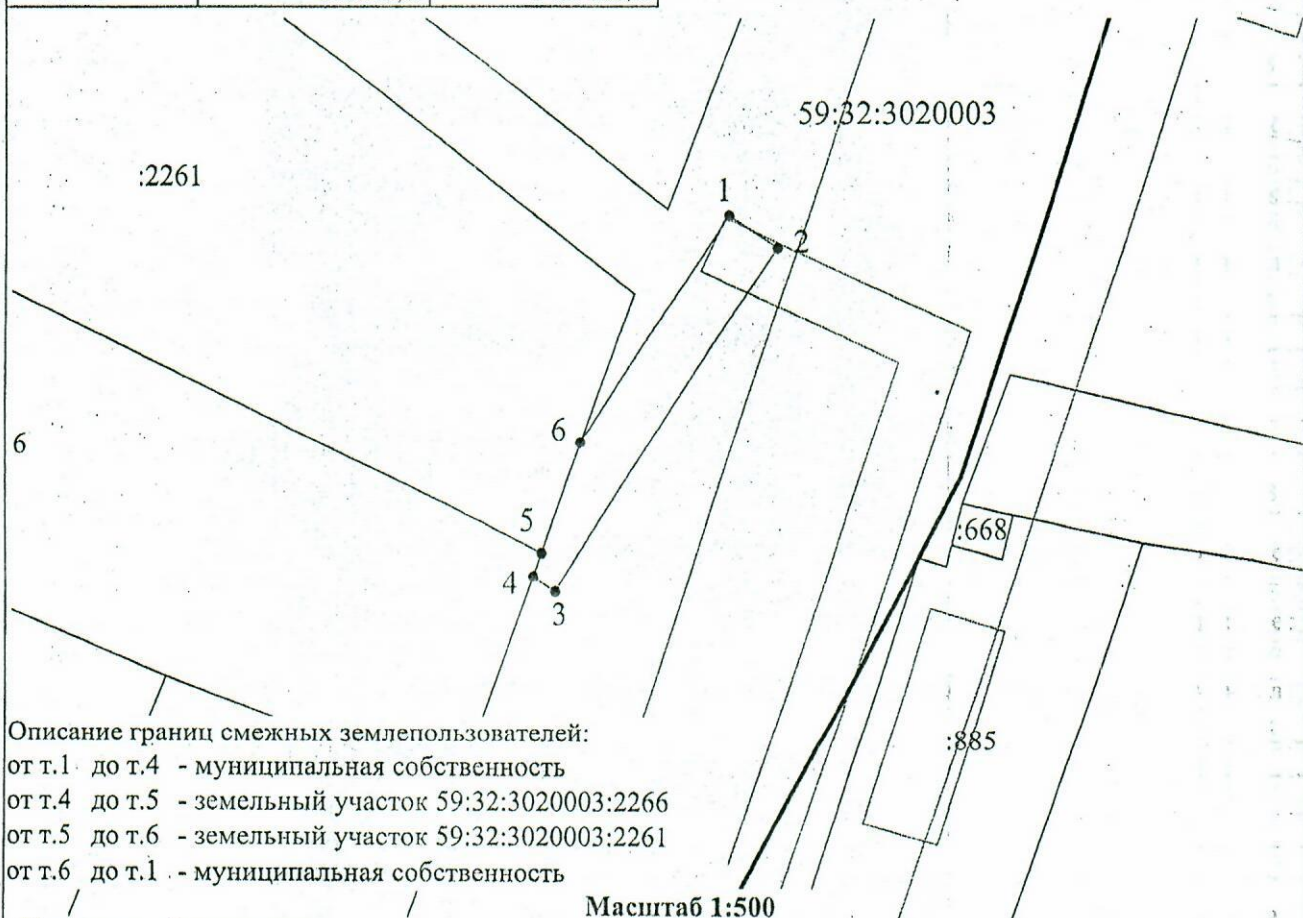 59:32:3020003
:2261
1
2
6
6
5
:668
4
3
:885
Описание границ смежных землепользователей:
от т.1 до т.4 - муниципальная собственность
от т.4 до т.5 - земельный участок 59:32:3020003:2266
от т.5 до т.6 - земельный участок 59:32:3020003:2261
от т.6 до т.1 - муниципальная собственность
Масштаб 1:500